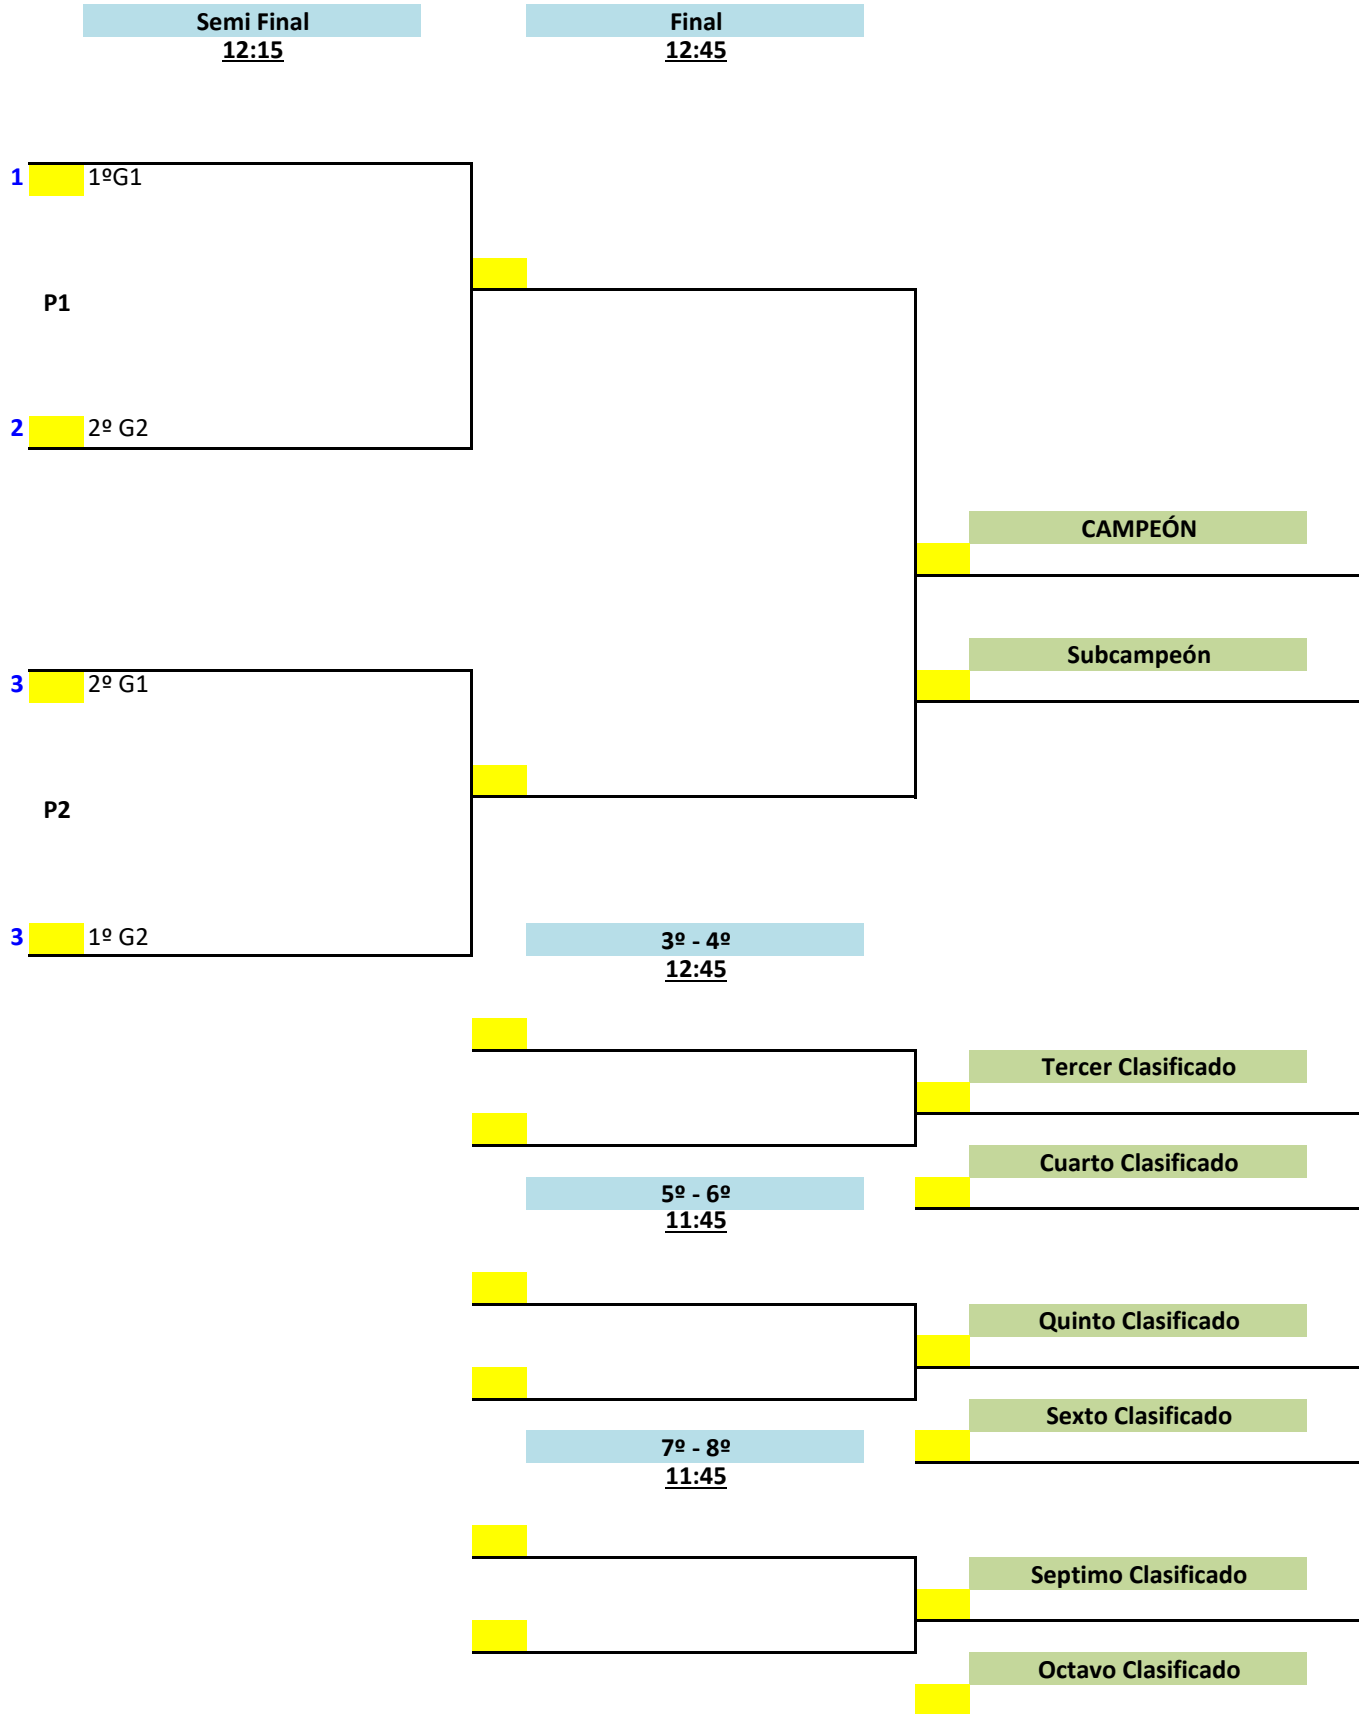 Semi Final
Final
12:15
12:45
1 1ºG1
P1
2 2º G2
CAMPEÓN
Subcampeón
3 2º G1
P2
3 1º G2
3º - 4º
12:45
Tercer Clasificado
Cuarto Clasificado
5º - 6º
11:45
Quinto Clasificado
Sexto Clasificado
7º - 8º
11:45
Septimo Clasificado
Octavo Clasificado